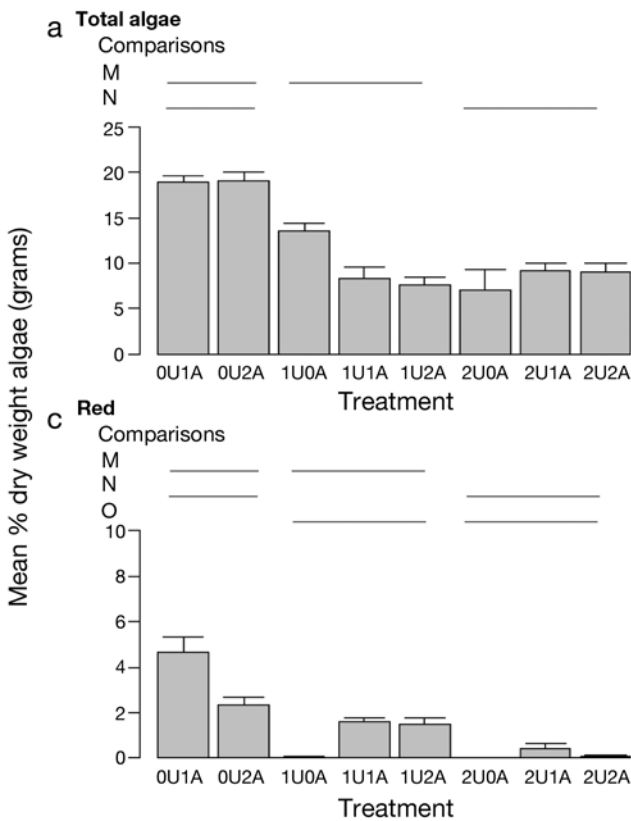 a Total algae
Comparisons
M
N
25
20
15
10
5
0
0U1A 0U2A 1U0A 1U1A 1U2A 2U0A 2U1A 2U2A
Treatment
c Red
Comparisons
M
N
O
10
8
6
4
2
0
0U1A 0U2A 1U0A 1U1A 1U2A 2U0A 2U1A 2U2A
Treatment
Mean % dry weight algae (grams)